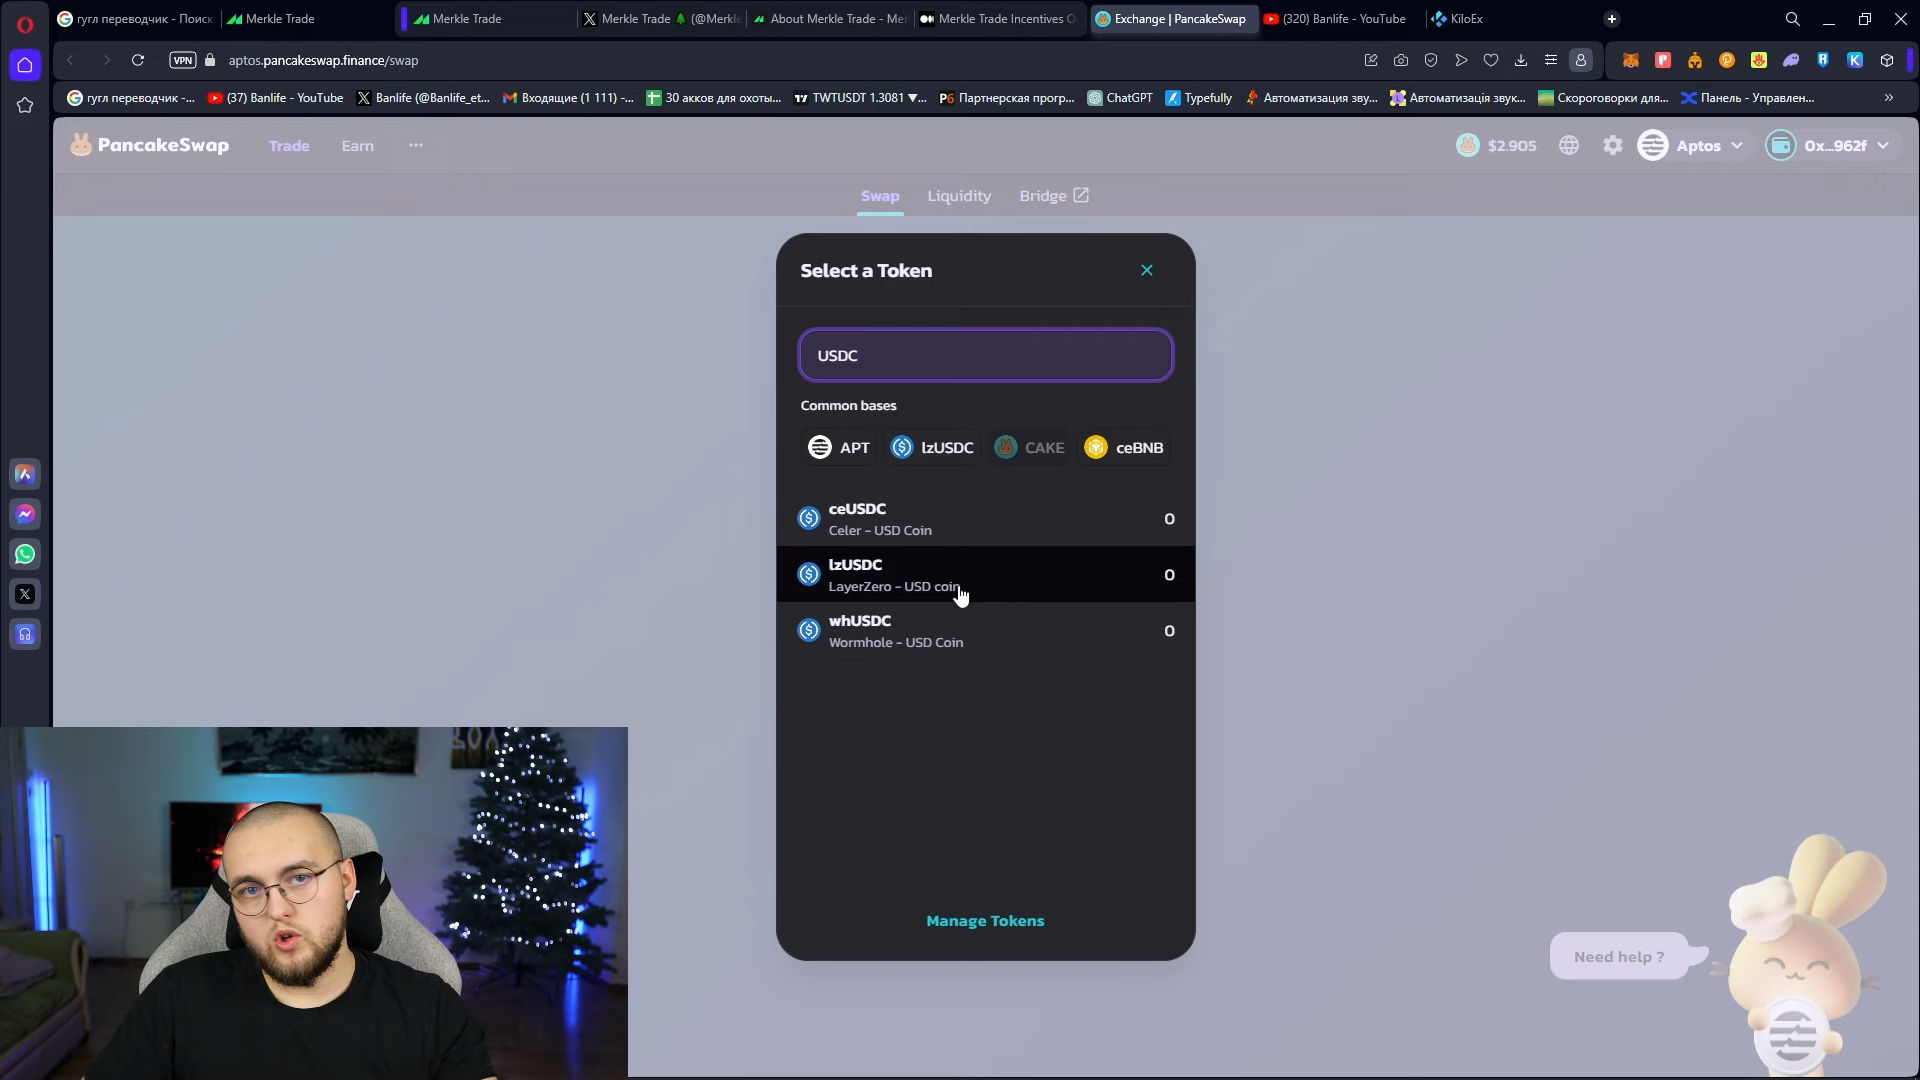 гугл переводчик - Поиск
Merkle Trade
Merkle Trade
Merkle Trade 🌲 (@Merkl
About Merkle Trade - Mer
Merkle Trade Incentives O
Exchange | PancakeSwap
(320) Banlife - YouTube
KiloEx
VPN
aptos.pancakeswap.finance/swap
гугл переводчик -...
(37) Banlife - YouTube
Banlife (@Banlife_et...
Входящие (1 111) -...
30 акков для охоты...
TWTUSDT 1.3081 ▼...
Партнерская прогр...
ChatGPT
Typefully
Автоматизация зву...
Автоматизація звук...
Скороговорки для...
Панель - Управлен...
PancakeSwap
Trade
Earn
$2.905
Aptos
0x...962f
Swap
Liquidity
Bridge
Select a Token
USDC
Common bases
APT
lzUSDC
CAKE
ceBNB
ceUSDC
Celer - USD Coin
0
lzUSDC
LayerZero - USD coin
0
whUSDC
Wormhole - USD Coin
0
Manage Tokens
Need help ?